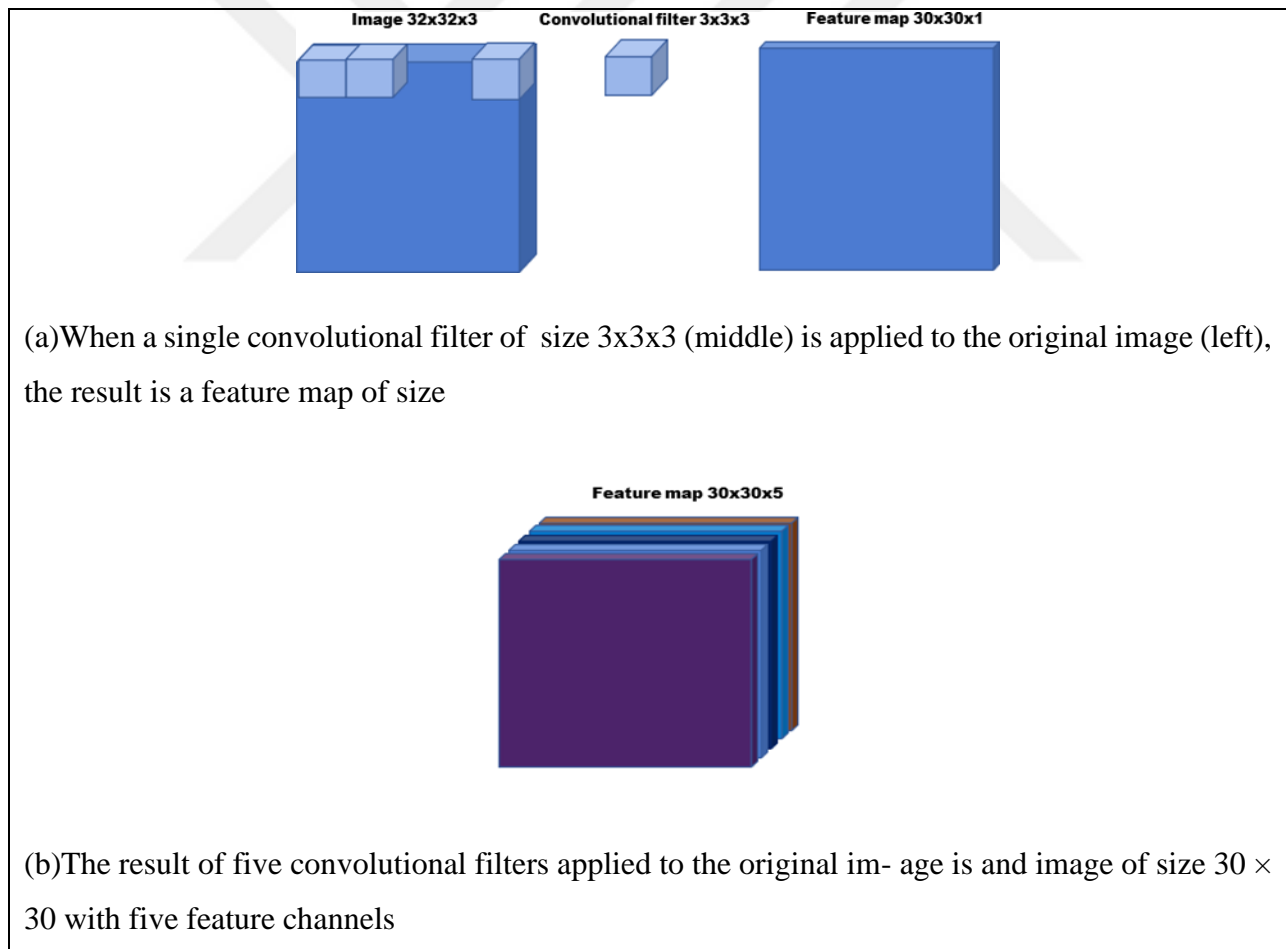 Image 32x32x3 Convolutional filter 3x3x3 Feature map 30x30x1
(a)When a single convolutional filter of size 3x3x3 (middle) is applied to the original image (left),
the result is a feature map of size
Feature map 30x30x5
(b)The result of five convolutional filters applied to the original im- age is and image of size 30 ×
30 with five feature channels